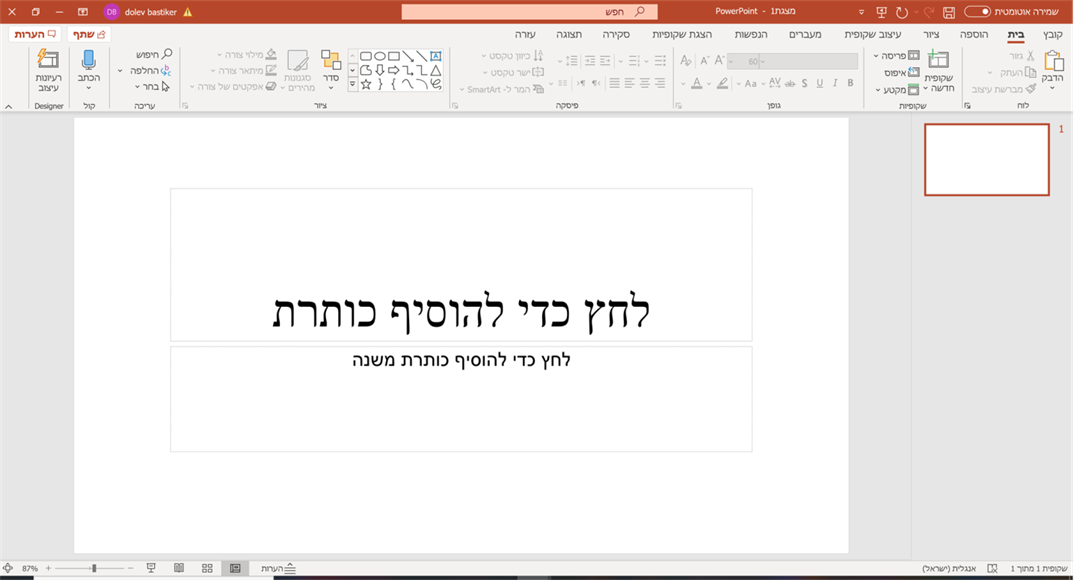 שמירה אוטומטית
מצגת1 - PowerPoint
חפש
dolev bastiker
DB
קובץ
בית
הוספה
ציור
עיצוב שקופית
מעברים
הנפשות
הצגת שקופיות
סקירה
תצוגה
עזרה
שתף
הערות
הדבק
גזור
העתק
מברשת עיצוב
לוח
שקופית
חדשה
פריסה
איפוס
מקטע
שקופיות
60
B I U S ab AV Aa A
גופן
כיוון טקסט
ישר טקסט
המר ל- SmartArt
פיסקה
סדר
סגנונות
מהירים
מילוי צורה
מיתאר צורה
אפקטים של צורה
ציור
חיפוש
החלפה
בחר
עריכה
הכתב
קול
רעיונות
עיצוב
Designer
1
לחץ כדי להוסיף כותרת
לחץ כדי להוסיף כותרת משנה
שקופית 1 מתוך 1
אנגלית (ישראל)
הערות
87%